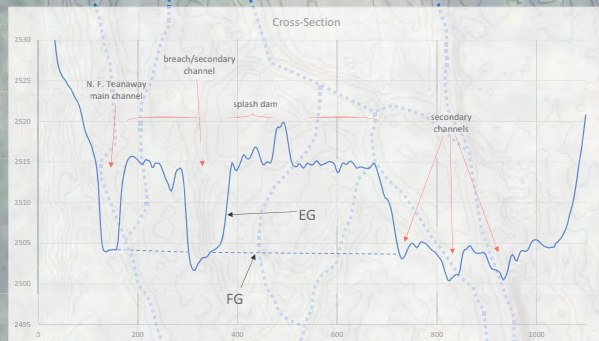 Cross-Section
2530
2525
2520
2515
2510
2505
2500
2495
0
200
400
600
800
1000
N. F. Teanaway
main channel
breach/secondary
channel
splash dam
secondary
channels
EG
FG